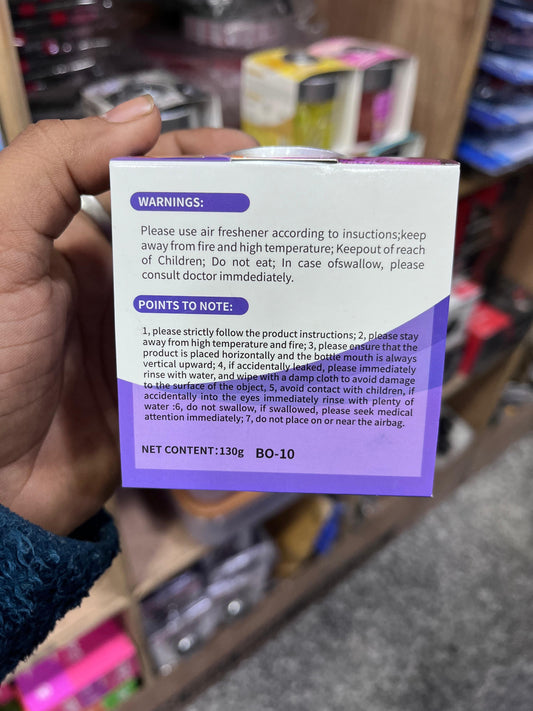 WARNINGS:
Please use air freshener according to insuctions;keep
away from fire and high temperature; Keepout of reach
of Children; Do not eat; In case ofswallow, please
consult doctor immdediately.
POINTS TO NOTE:
1, please strictly follow the product instructions; 2, please stay
away from high temperature and fire; 3, please ensure that the
product is placed horizontally and the bottle mouth is always
vertical upward; 4, if accidentally leaked, please immediately
rinse with water, and wipe with a damp cloth to avoid damage
to the surface of the object, 5, avoid contact with children, if
accidentally into the eyes immediately rinse with plenty of
water :6, do not swallow, if swallowed, please seek medical
attention immediately; 7, do not place on or near the airbag.
NET CONTENT:130g BO-10